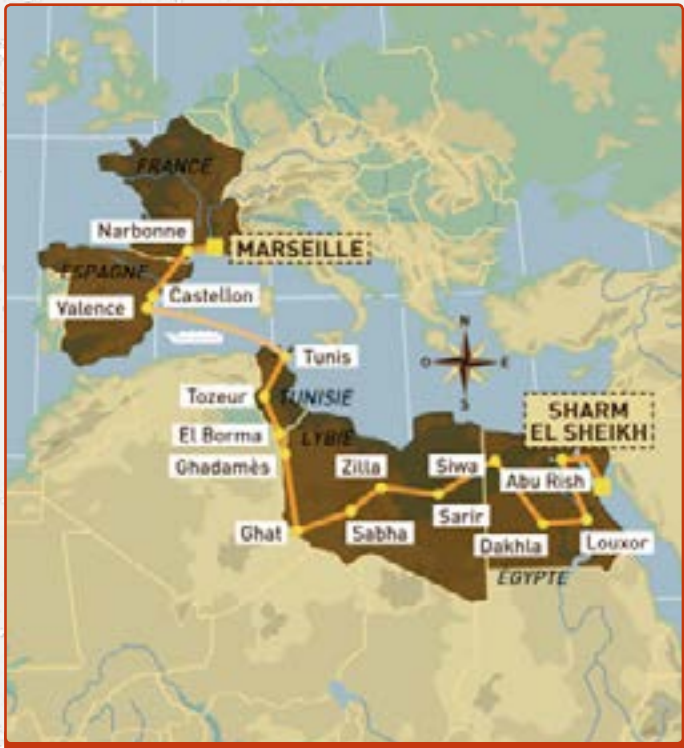 FRANCE
Narbonne
MARSEILLE
ESPAGNE
Castellon
Valence
N
O
E
S
Tunis
Tozeur
TUNISIE
SHARM
EL SHEIKH
El Borma
LYBIE
Ghadamès
Zilla
Siwa
Abu Rish
Ghat
Sabha
Sarir
Dakhla
Louxor
EGYPTE